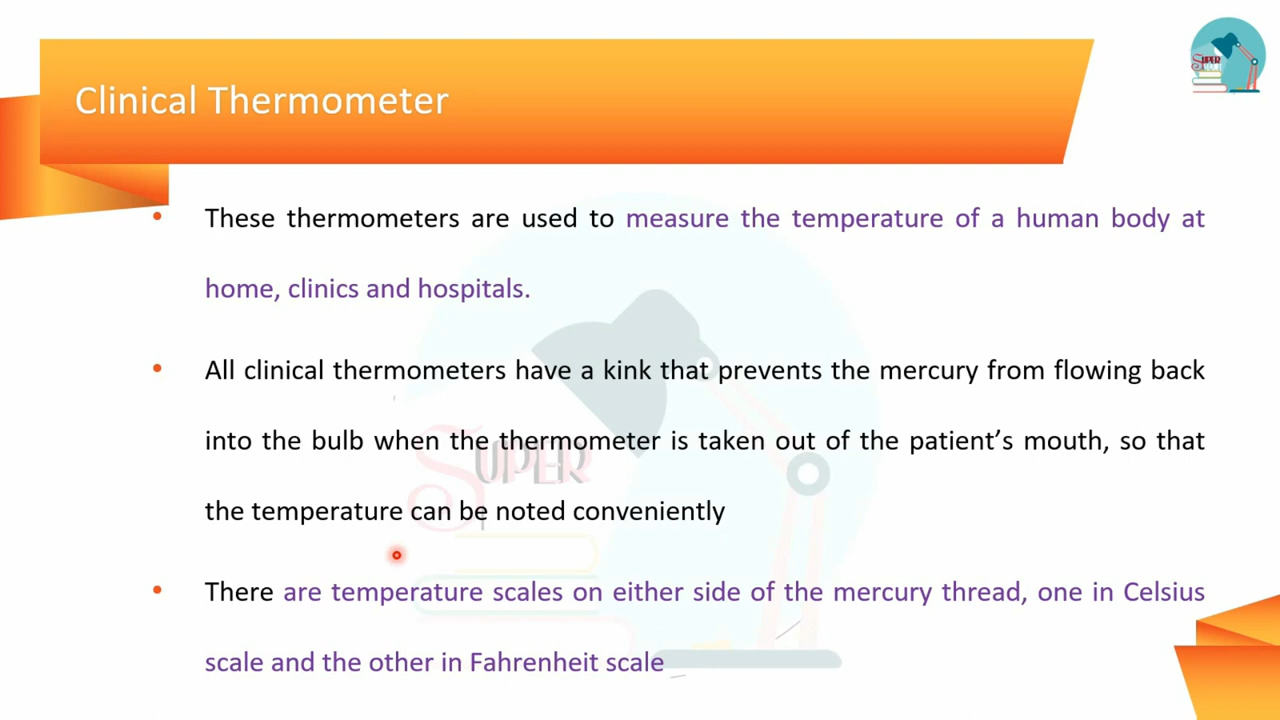 SUPER
Clinical Thermometer
• These thermometers are used to measure the temperature of a human body at
home, clinics and hospitals.
• All clinical thermometers have a kink that prevents the mercury from flowing back
into the bulb when the thermometer is taken out of the patient’s mouth, so that
the temperature can be noted conveniently
SUPER
• There are temperature scales on either side of the mercury thread, one in Celsius
scale and the other in Fahrenheit scale